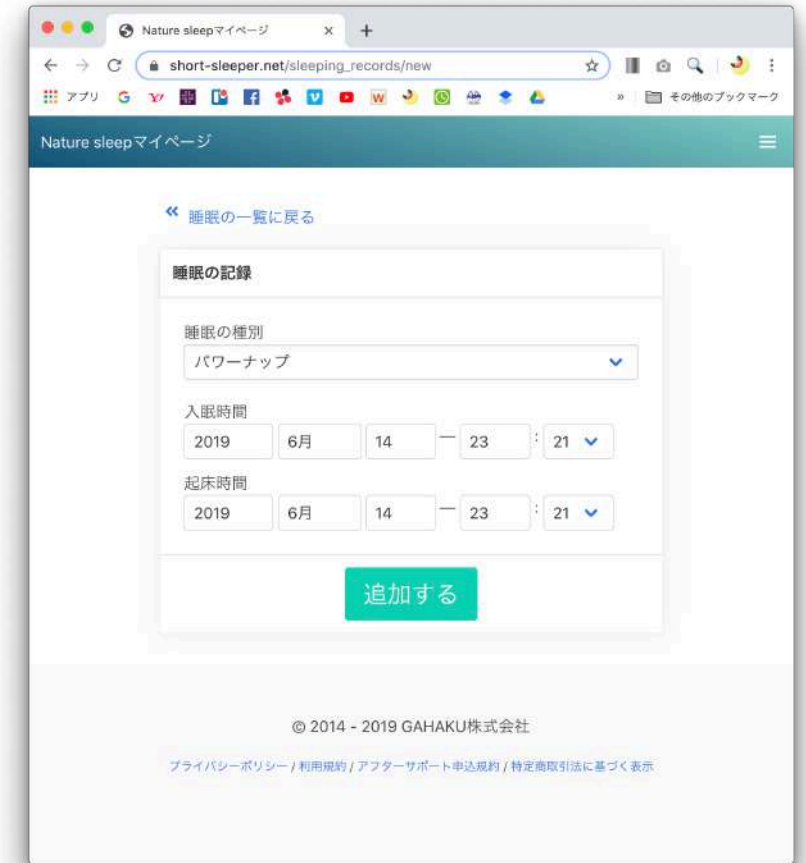 Nature sleepマイページ
short-sleeper.net/sleeping_records/new
アプリ
» その他のブックマーク
Nature sleepマイページ
« 睡眠の一覧に戻る
睡眠の記録
睡眠の種別
パワーナップ
入眠時間
2019 6月 14 — 23 : 21
起床時間
2019 6月 14 — 23 : 21
追加する
© 2014 - 2019 GAHAKU株式会社
プライバシーポリシー / 利用規約 / アフターサポート申込規約 / 特定商取引法に基づく表示